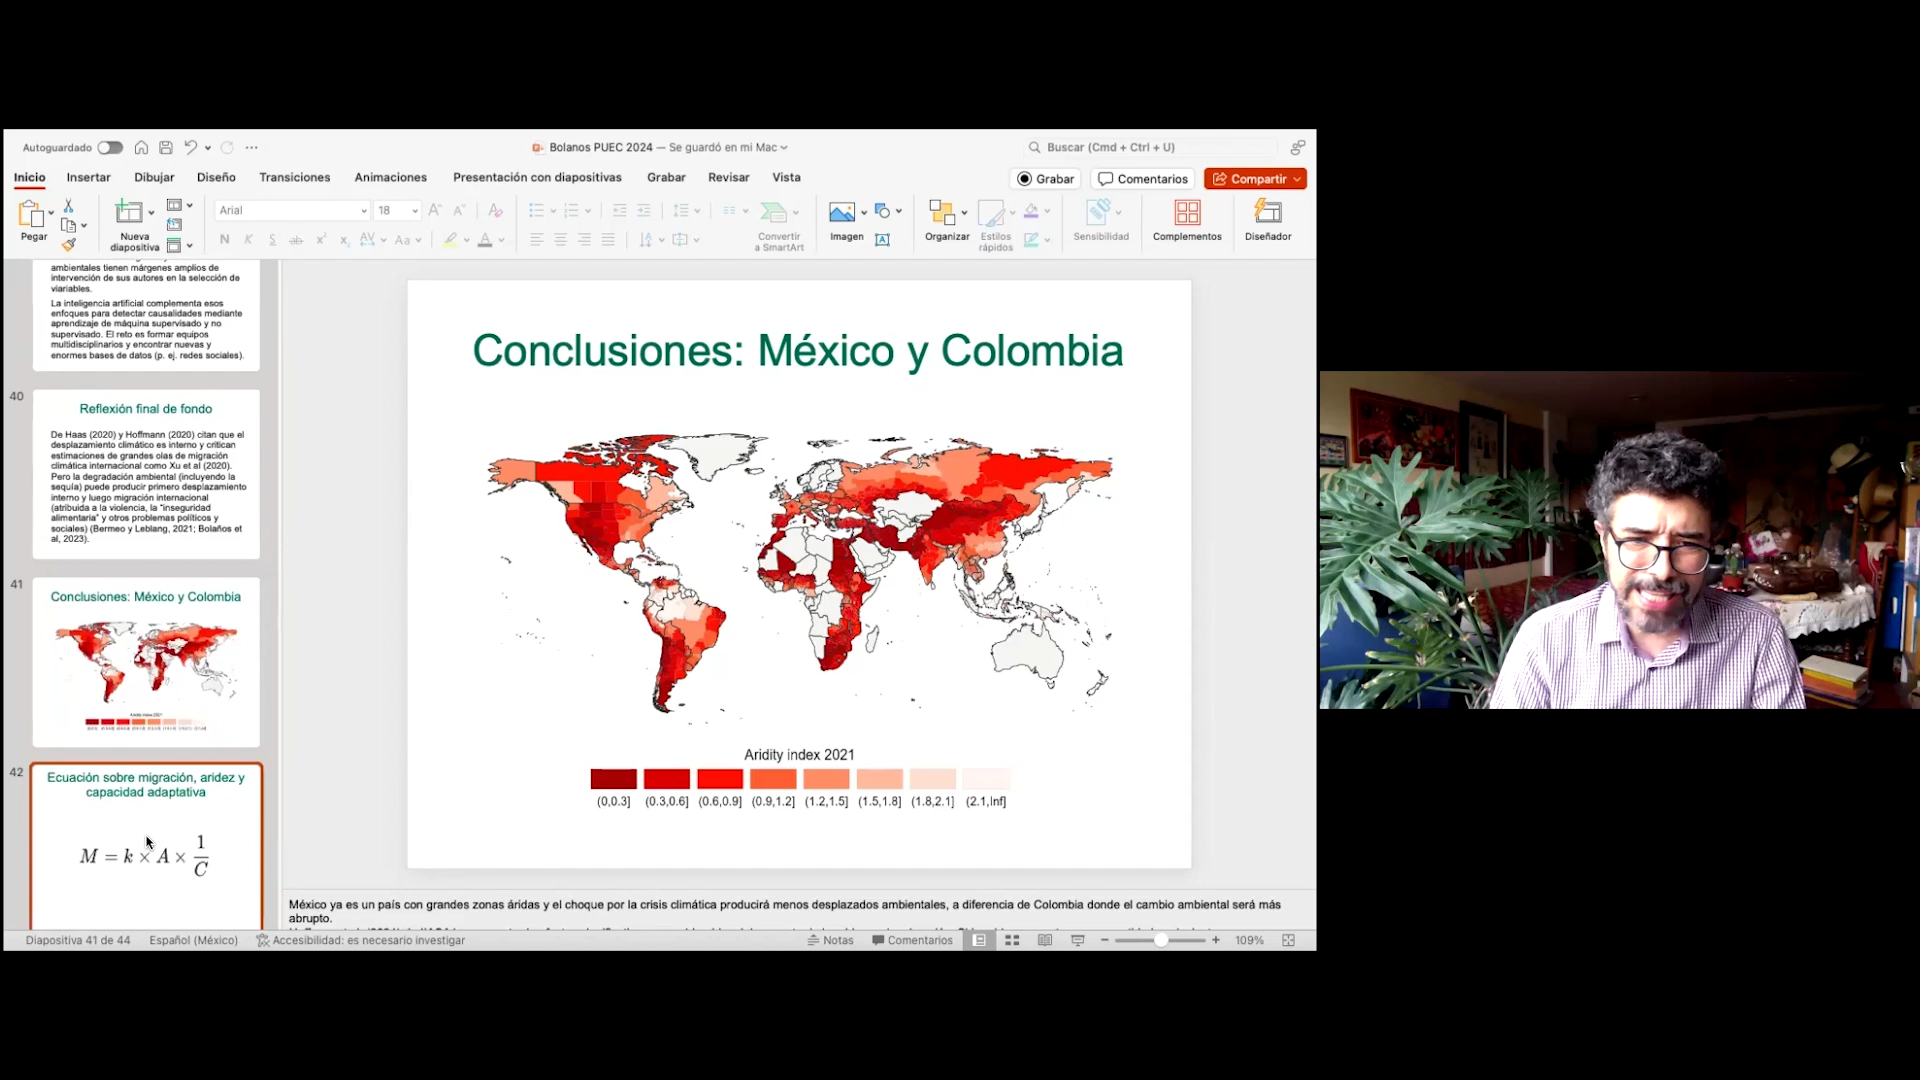 Autoguardado
Bolanos PUEC 2024 — Se guardó en mi Mac
Buscar (Cmd + Ctrl + U)
Inicio Insertar Dibujar Diseño Transiciones Animaciones Presentación con diapositivas Grabar Revisar Vista
Grabar Comentarios Compartir
Pegar
Nueva diapositiva
Arial 18
Convertir a SmartArt
Imagen
Organizar
Estilos rápidos
Sensibilidad
Complementos
Diseñador
ambientales tienen márgenes amplios de
intervención de sus autores en la selección de
viariables.
La inteligencia artificial complementa esos
enfoques para detectar causalidades mediante
aprendizaje de máquina supervisado y no
supervisado. El reto es formar equipos
multidisciplinarios y encontrar nuevas y
enormes bases de datos (p. ej. redes sociales).
40
Reflexión final de fondo
De Haas (2020) y Hoffmann (2020) citan que el
desplazamiento climático es interno y critican
estimaciones de grandes olas de migración
climática internacional como Xu et al (2020).
Pero la degradación ambiental (incluyendo la
sequía) puede producir primero desplazamiento
interno y luego migración internacional
(atribuida a la violencia, la "inseguridad
alimentaria" y otros problemas políticos y
sociales) (Bermeo y Leblang, 2021; Bolaños et
al, 2023).
41
Conclusiones: México y Colombia
Aridity index 2021
42
Ecuación sobre migración, aridez y
capacidad adaptativa
M = k × A × 1/C
Conclusiones: México y Colombia
Aridity index 2021
(0,0.3] (0.3,0.6] (0.6,0.9] (0.9,1.2] (1.2,1.5] (1.5,1.8] (1.8,2.1] (2.1,Inf]
México ya es un país con grandes zonas áridas y el choque por la crisis climática producirá menos desplazados ambientales, a diferencia de Colombia donde el cambio ambiental será más
abrupto.
Diapositiva 41 de 44 Español (México) Accesibilidad: es necesario investigar Notas Comentarios 109%